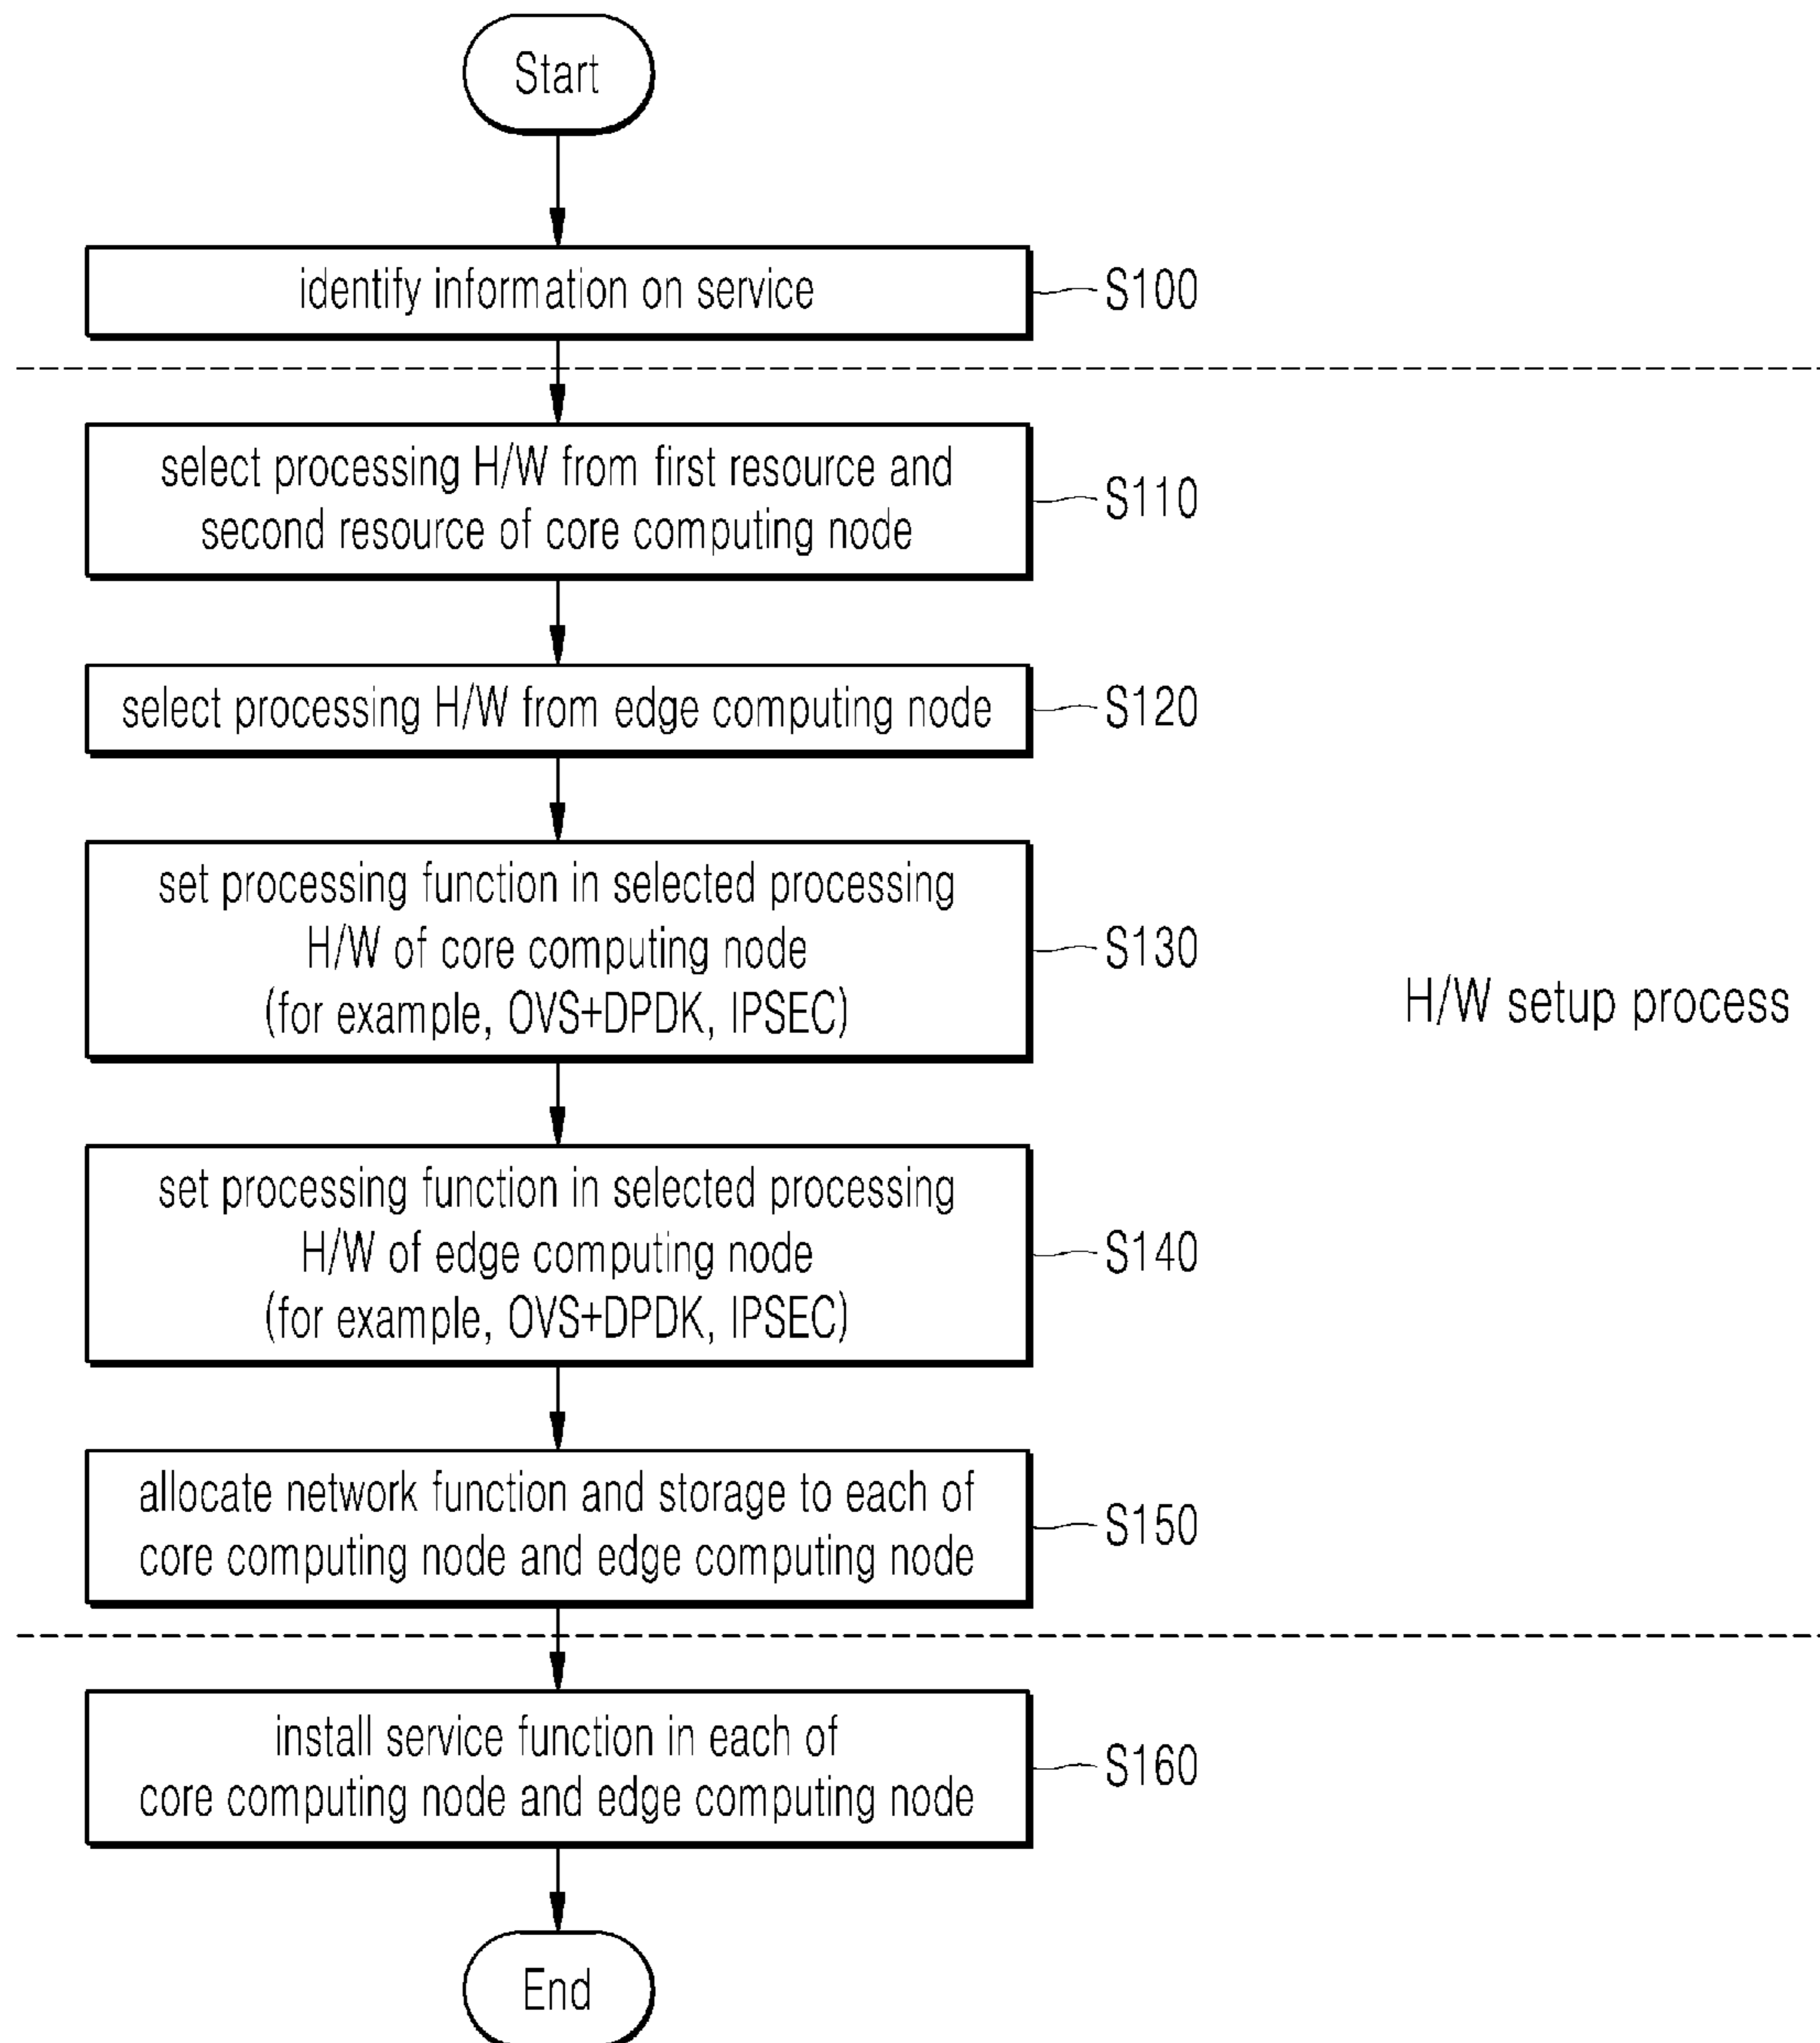 Start
identify information on service
S100
select processing H/W from first resource and
second resource of core computing node
S110
select processing H/W from edge computing node
S120
set processing function in selected processing
H/W of core computing node
(for example, OVS+DPDK, IPSEC)
S130
H/W setup process
set processing function in selected processing
H/W of edge computing node
(for example, OVS+DPDK, IPSEC)
S140
allocate network function and storage to each of
core computing node and edge computing node
S150
install service function in each of
core computing node and edge computing node
S160
End